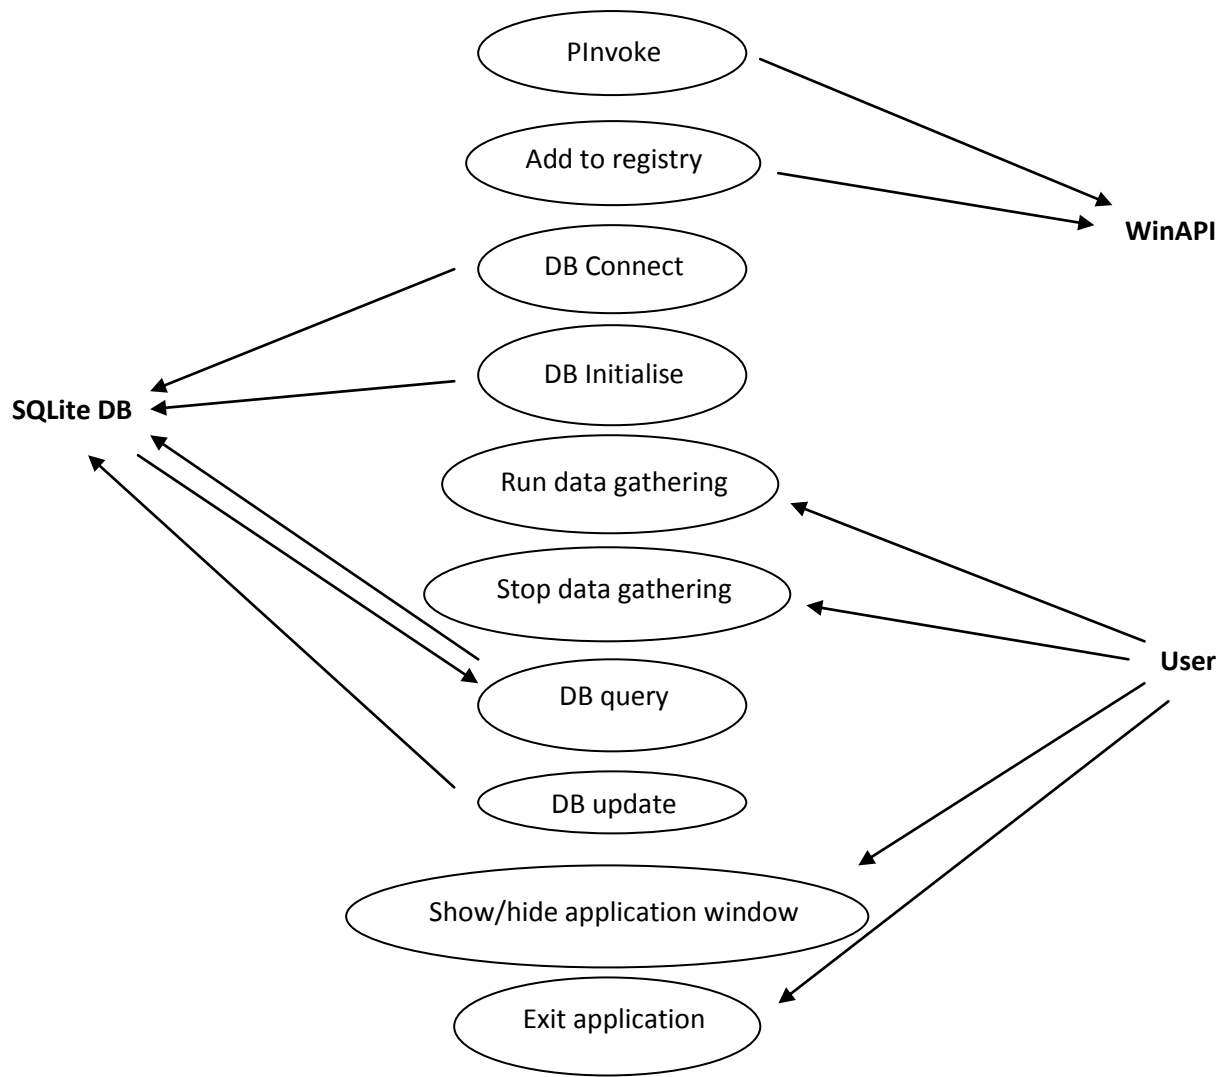 PInvoke
Add to registry
WinAPI
DB Connect
DB Initialise
SQLite DB
Run data gathering
Stop data gathering
User
DB query
DB update
Show/hide application window
Exit application